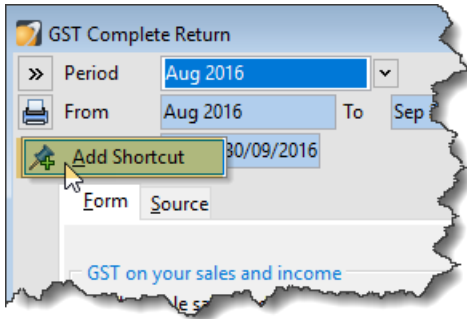 GST Complete Return
Period Aug 2016
From Aug 2016 To Sep
Add Shortcut 30/09/2016
Form Source
GST on your sales and income